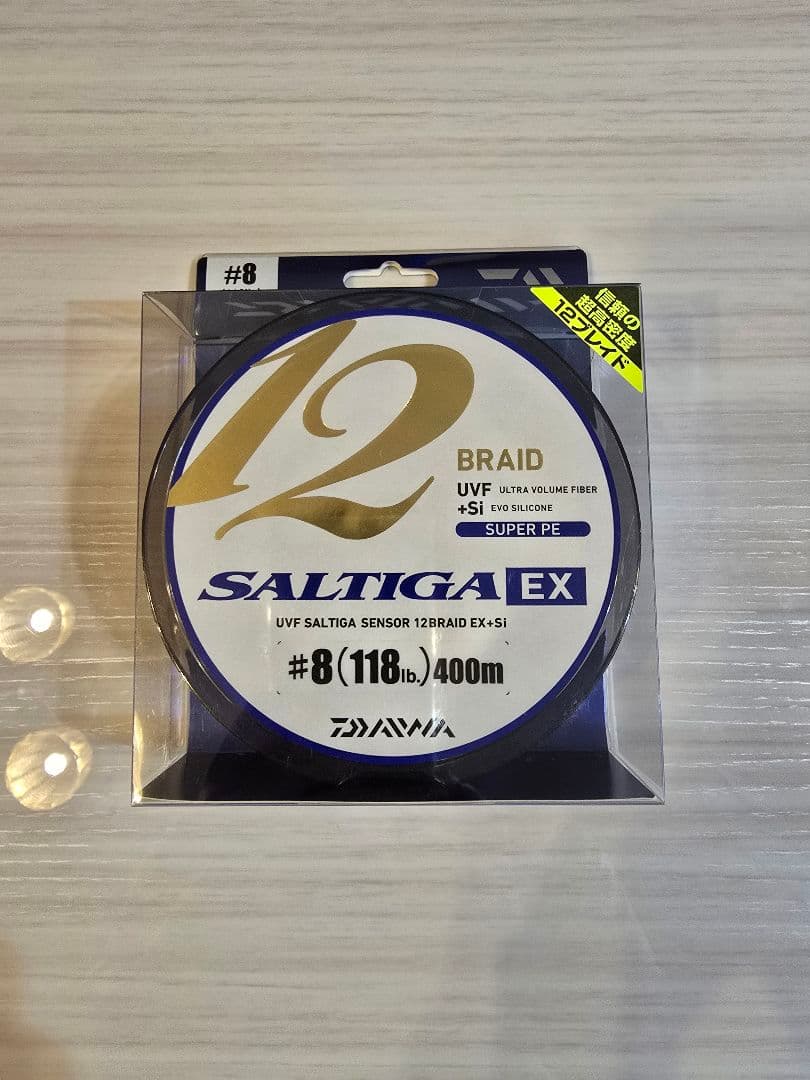 #8
信頼の
超高密度
12ブレイド
12
BRAID
UVF ULTRA VOLUME FIBER
+Si EVO SILICONE
SUPER PE
SALTIGA EX
UVF SALTIGA SENSOR 12BRAID EX+Si
#8(118lb.)400m
DAIWA